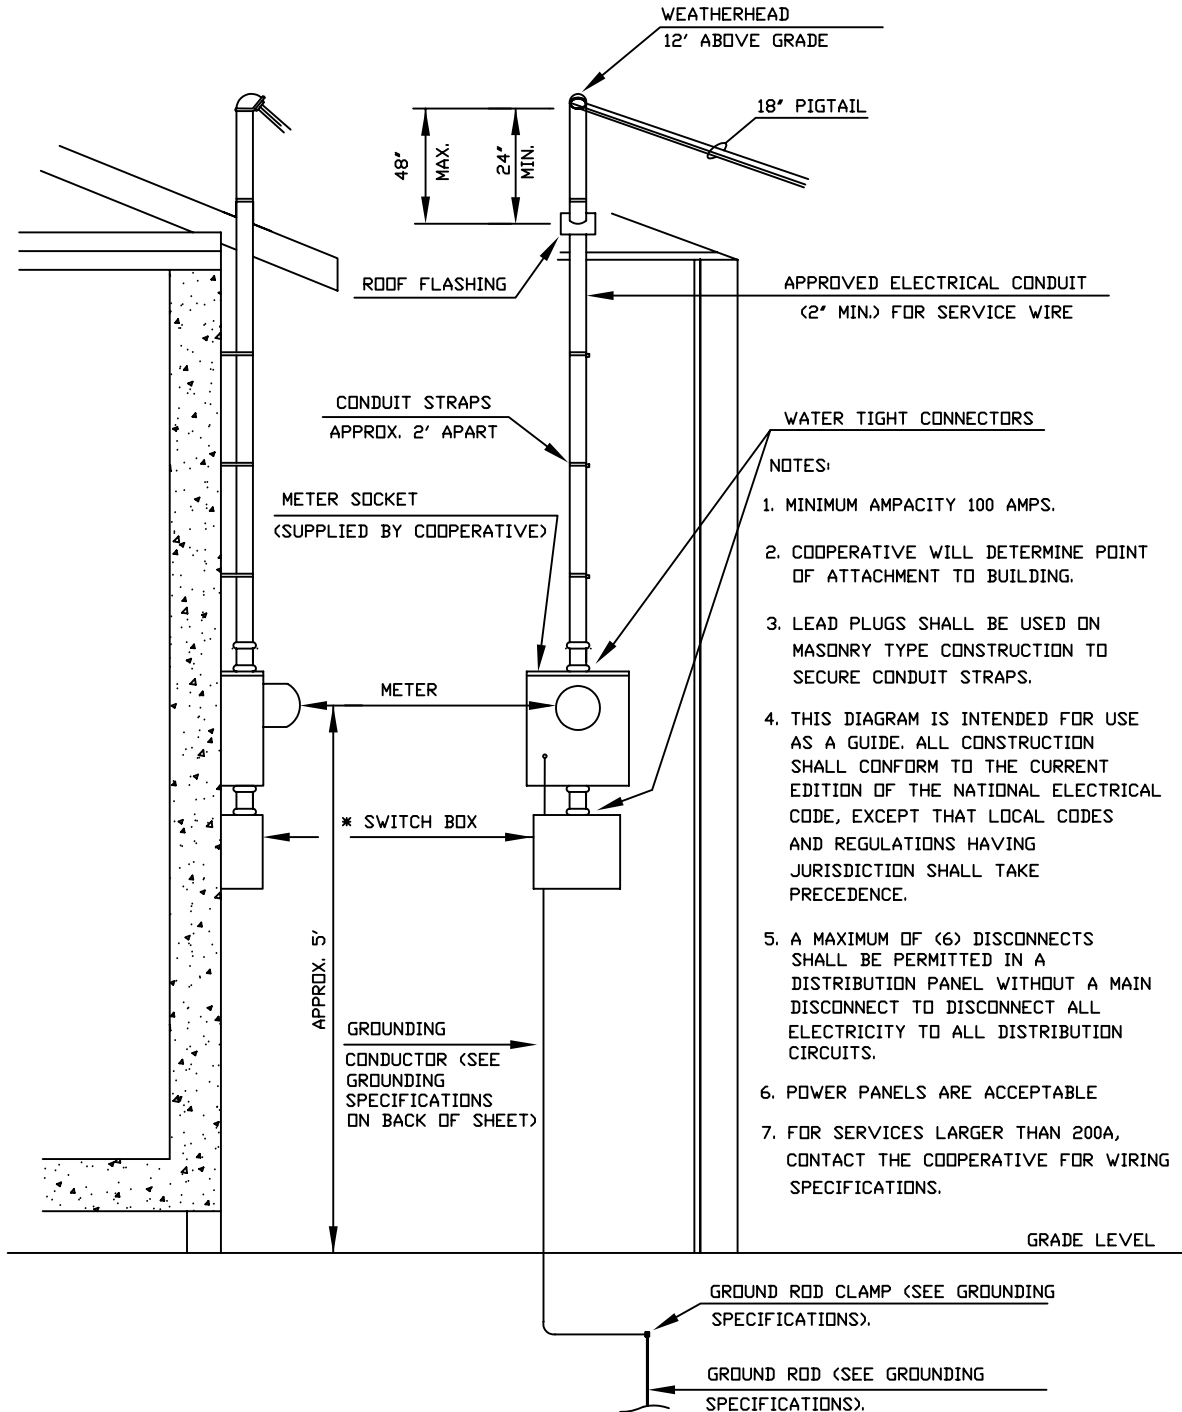 WEATHERHEAD
12' ABOVE GRADE
18" PIGTAIL
48"
MAX.
24"
MIN.
ROOF FLASHING
APPROVED ELECTRICAL CONDUIT
(2" MIN.) FOR SERVICE WIRE
CONDUIT STRAPS
APPROX. 2' APART
WATER TIGHT CONNECTORS
METER SOCKET
(SUPPLIED BY COOPERATIVE)
METER
* SWITCH BOX
APPROX. 5'
GROUNDING
CONDUCTOR (SEE
GROUNDING
SPECIFICATIONS
ON BACK OF SHEET)
NOTES:
1. MINIMUM AMPACITY 100 AMPS.
2. COOPERATIVE WILL DETERMINE POINT
OF ATTACHMENT TO BUILDING.
3. LEAD PLUGS SHALL BE USED ON
MASONRY TYPE CONSTRUCTION TO
SECURE CONDUIT STRAPS.
4. THIS DIAGRAM IS INTENDED FOR USE
AS A GUIDE. ALL CONSTRUCTION
SHALL CONFORM TO THE CURRENT
EDITION OF THE NATIONAL ELECTRICAL
CODE, EXCEPT THAT LOCAL CODES
AND REGULATIONS HAVING
JURISDICTION SHALL TAKE
PRECEDENCE.
5. A MAXIMUM OF (6) DISCONNECTS
SHALL BE PERMITTED IN A
DISTRIBUTION PANEL WITHOUT A MAIN
DISCONNECT TO DISCONNECT ALL
ELECTRICITY TO ALL DISTRIBUTION
CIRCUITS.
6. POWER PANELS ARE ACCEPTABLE
7. FOR SERVICES LARGER THAN 200A,
CONTACT THE COOPERATIVE FOR WIRING
SPECIFICATIONS.
GRADE LEVEL
GROUND ROD CLAMP (SEE GROUNDING
SPECIFICATIONS).
GROUND ROD (SEE GROUNDING
SPECIFICATIONS).